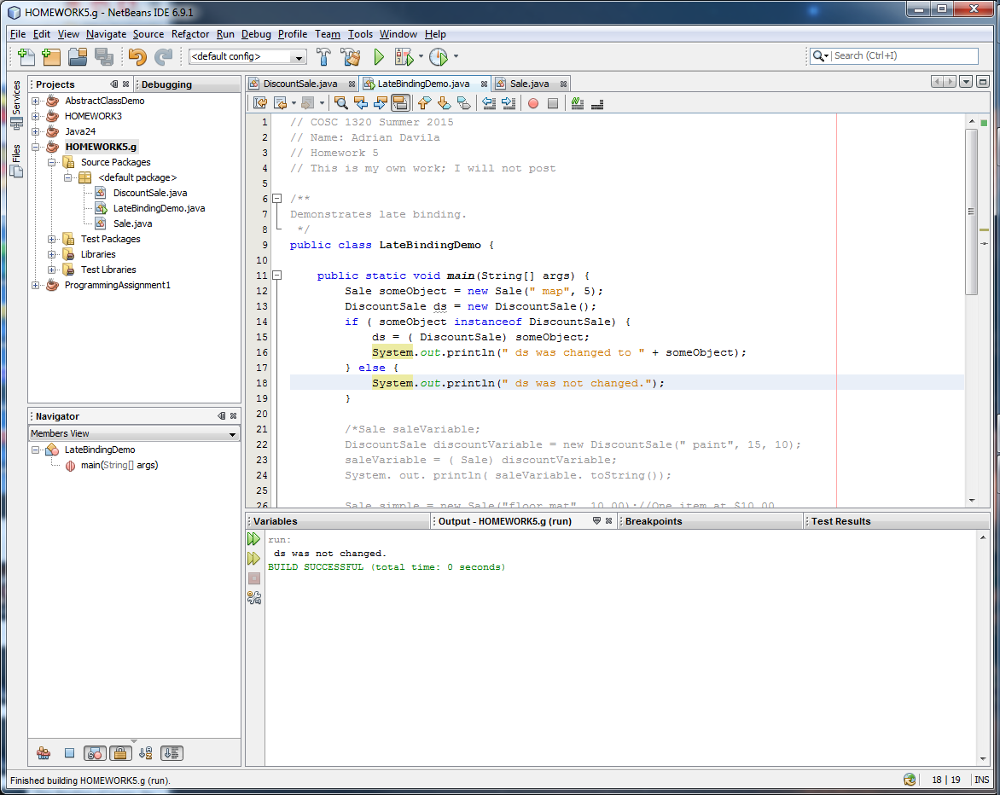 HOMEWORK5.g - NetBeans IDE 6.9.1
File Edit View Navigate Source Refactor Run Debug Profile Team Tools Window Help
<default config>
Search (Ctrl+I)
Services
Files
Projects
Debugging
AbstractClassDemo
HOMEWORK3
Java24
HOMEWORK5.g
Source Packages
<default package>
DiscountSale.java
LateBindingDemo.java
Sale.java
Test Packages
Libraries
Test Libraries
ProgrammingAssignment1
Navigator
Members View
LateBindingDemo
main(String[] args)
DiscountSale.java LateBindingDemo.java Sale.java
1 // COSC 1320 Summer 2015
2 // Name: Adrian Davila
3 // Homework 5
4 // This is my own work; I will not post
5
6 /**
7 Demonstrates late binding.
8 */
9 public class LateBindingDemo {
10
11 public static void main(String[] args) {
12 Sale someObject = new Sale(" map", 5);
13 DiscountSale ds = new DiscountSale();
14 if ( someObject instanceof DiscountSale) {
15 ds = ( DiscountSale) someObject;
16 System.out.println(" ds was changed to " + someObject);
17 } else {
18 System.out.println(" ds was not changed.");
19 }
20
21 /*Sale saleVariable;
22 DiscountSale discountVariable = new DiscountSale(" paint", 15, 10);
23 saleVariable = ( Sale) discountVariable;
24 System. out. println( saleVariable. toString());
25
26 Sale simple = new Sale("floor mat", 10.00);//One item at $10.00
Variables
Output - HOMEWORK5.g (run)
Breakpoints
Test Results
run:
ds was not changed.
BUILD SUCCESSFUL (total time: 0 seconds)
Finished building HOMEWORK5.g (run).
18 | 19 INS